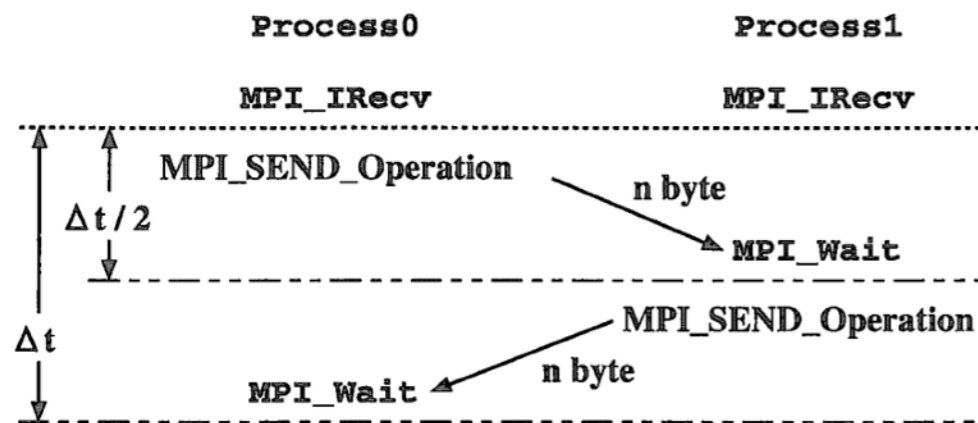 Process0 Process1
MPI_IRecv MPI_IRecv
MPI_SEND_Operation
n byte
Δt/2
MPI_Wait
MPI_SEND_Operation
Δt
n byte
MPI_Wait